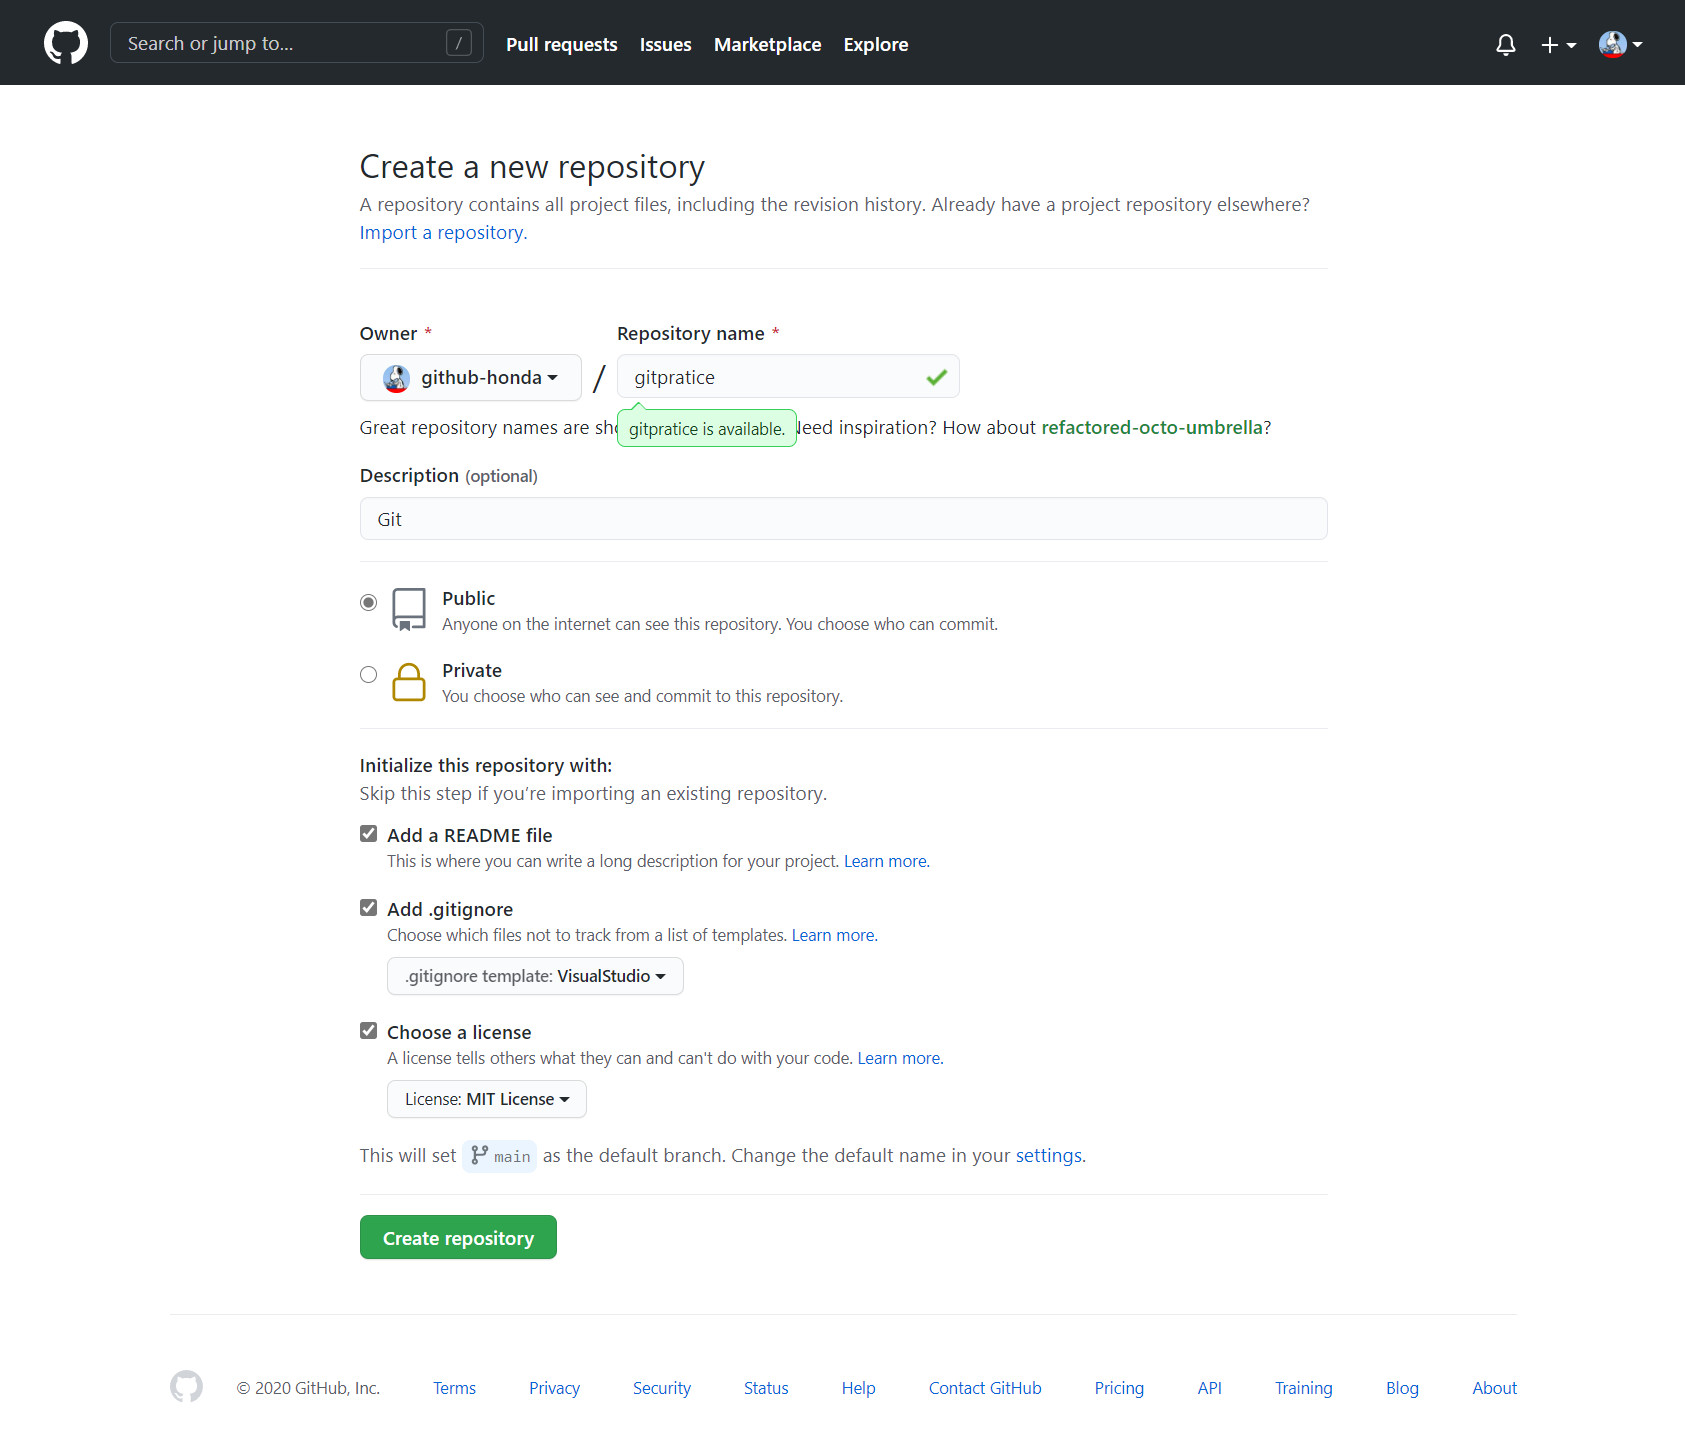 Search or jump to... /
Pull requests Issues Marketplace Explore
Create a new repository
A repository contains all project files, including the revision history. Already have a project repository elsewhere?
Import a repository.
Owner * Repository name *
github-honda / gitpratice
Great repository names are Need inspiration? How about refactored-octo-umbrella?
gitpratice is available.
Description (optional)
Git
Public
Anyone on the internet can see this repository. You choose who can commit.
Private
You choose who can see and commit to this repository.
Initialize this repository with:
Skip this step if you’re importing an existing repository.
Add a README file
This is where you can write a long description for your project. Learn more.
Add .gitignore
Choose which files not to track from a list of templates. Learn more.
.gitignore template: VisualStudio
Choose a license
A license tells others what they can and can't do with your code. Learn more.
License: MIT License
This will set main as the default branch. Change the default name in your settings.
Create repository
© 2020 GitHub, Inc. Terms Privacy Security Status Help Contact GitHub Pricing API Training Blog About